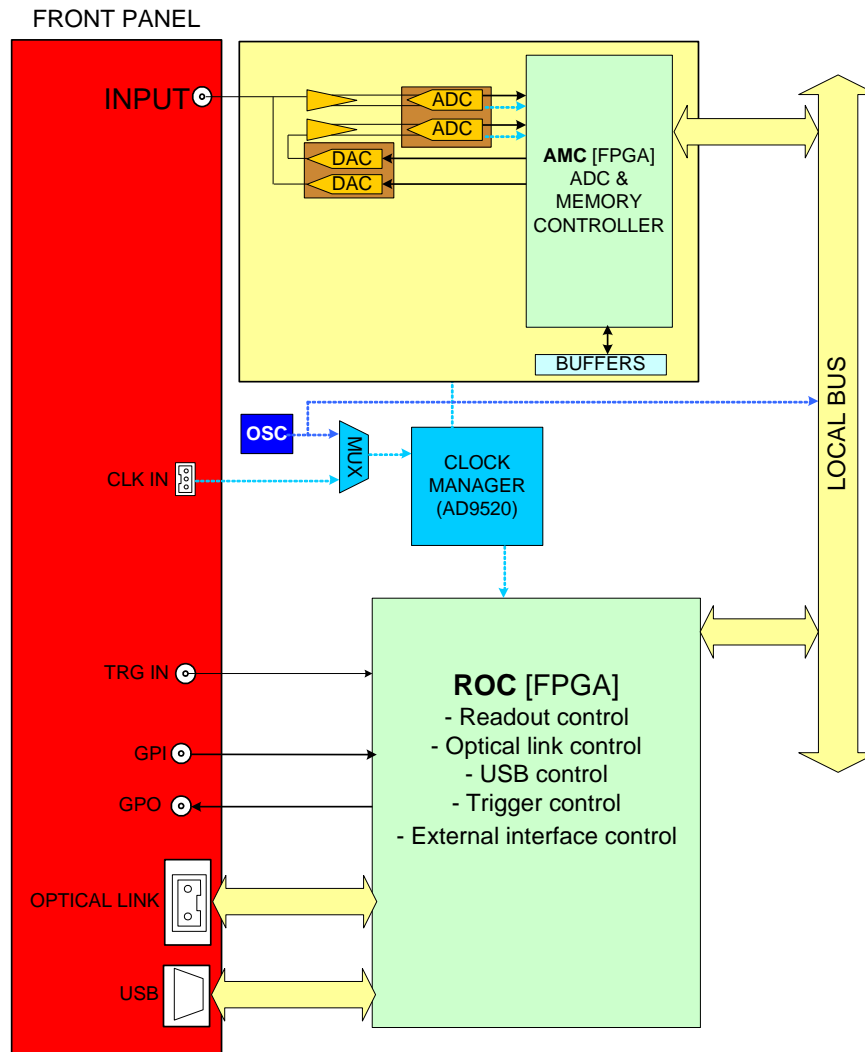 FRONT PANEL
INPUT
ADC
ADC
DAC
DAC
AMC [FPGA]
ADC &
MEMORY
CONTROLLER
BUFFERS
LOCAL BUS
OSC
MUX
CLK IN
CLOCK
MANAGER
(AD9520)
TRG IN
GPI
GPO
OPTICAL LINK
USB
ROC [FPGA]
- Readout control
- Optical link control
- USB control
- Trigger control
- External interface control